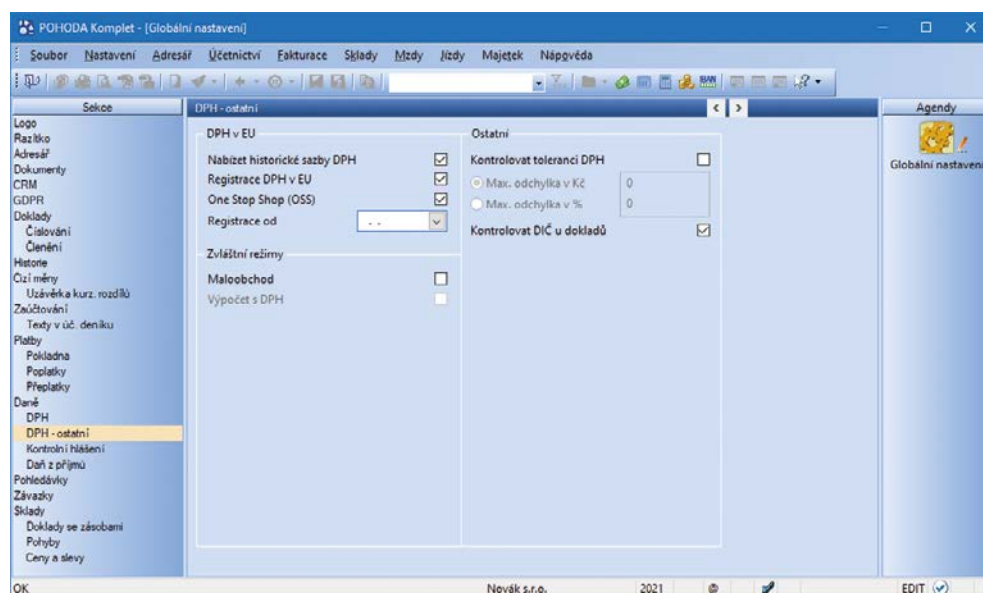 POHODA Komplet - [Globální nastavení]
Soubor Nastavení Adresář Účetnictví Fakturace Sklady Mzdy Jízdy Majetek Nápověda
Sekce
Logo
Razítko
Adresář
Dokumenty
CRM
GDPR
Doklady
Číslování
Členění
Historie
Cizí měny
Uzávěrka kurz. rozdílů
Zaúčtování
Texty v úč. deníku
Platby
Pokladna
Poplatky
Přeplatky
Daně
DPH
DPH - ostatní
Kontrolní hlášení
Daň z příjmů
Pohledávky
Závazky
Sklady
Doklady se zásobami
Pohyby
Ceny a slevy
DPH - ostatní
DPH v EU
Nabízet historické sazby DPH
Registrace DPH v EU
One Stop Shop (OSS)
Registrace od . .
Zvláštní režimy
Maloobchod
Výpočet s DPH
Ostatní
Kontrolovat toleranci DPH
Max. odchylka v Kč 0
Max. odchylka v % 0
Kontrolovat DIČ u dokladů
Agendy
Globální nastavení
OK Novák s.r.o. 2021 @ EDIT